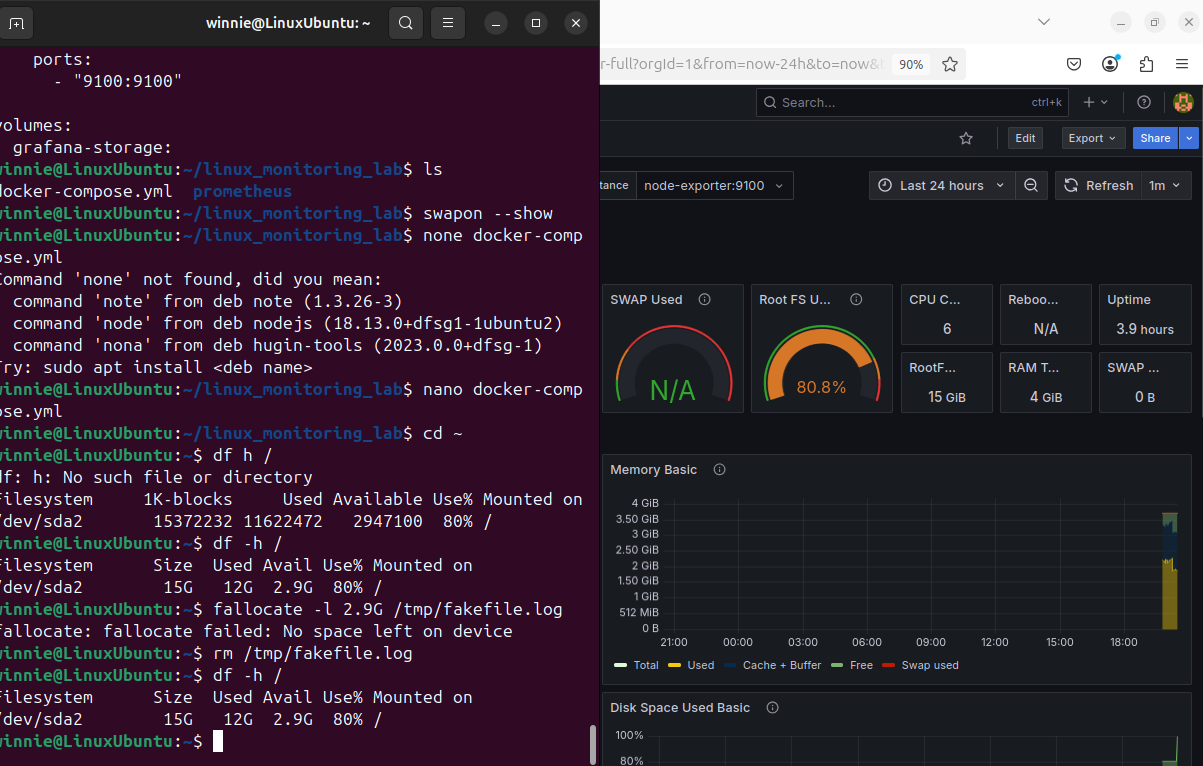 winnie@LinuxUbuntu: ~
ports:
- "9100:9100"
volumes:
grafana-storage:
winnie@LinuxUbuntu:~/linux_monitoring_lab$ ls
docker-compose.yml prometheus
winnie@LinuxUbuntu:~/linux_monitoring_lab$ swapon --show
winnie@LinuxUbuntu:~/linux_monitoring_lab$ none docker-comp
ose.yml
Command 'none' not found, did you mean:
command 'note' from deb note (1.3.26-3)
command 'node' from deb nodejs (18.13.0+dfsg1-1ubuntu2)
command 'nona' from deb hugin-tools (2023.0.0+dfsg-1)
Try: sudo apt install <deb name>
winnie@LinuxUbuntu:~/linux_monitoring_lab$ nano docker-comp
ose.yml
winnie@LinuxUbuntu:~/linux_monitoring_lab$ cd ~
winnie@LinuxUbuntu:~$ df h /
df: h: No such file or directory
Filesystem 1K-blocks Used Available Use% Mounted on
/dev/sda2 15372232 11622472 2947100 80% /
winnie@LinuxUbuntu:~$ df -h /
Filesystem Size Used Avail Use% Mounted on
/dev/sda2 15G 12G 2.9G 80% /
winnie@LinuxUbuntu:~$ fallocate -l 2.9G /tmp/fakefile.log
fallocate: fallocate failed: No space left on device
winnie@LinuxUbuntu:~$ rm /tmp/fakefile.log
winnie@LinuxUbuntu:~$ df -h /
Filesystem Size Used Avail Use% Mounted on
/dev/sda2 15G 12G 2.9G 80% /
winnie@LinuxUbuntu:~$
r-full?orgId=1&from=now-24h&to=now& 90%
Search... ctrl+k
Edit Export Share
tance node-exporter:9100 Last 24 hours Refresh 1m
SWAP Used
N/A
Root FS U...
80.8%
CPU C...
6
Reboo...
N/A
Uptime
3.9 hours
RootF...
15 GiB
RAM T...
4 GiB
SWAP ...
0 B
Memory Basic
4 GiB
3.50 GiB
3 GiB
2.50 GiB
2 GiB
1.50 GiB
1 GiB
512 MiB
0 B
21:00 00:00 03:00 06:00 09:00 12:00 15:00 18:00
Total Used Cache + Buffer Free Swap used
Disk Space Used Basic
100%
80%